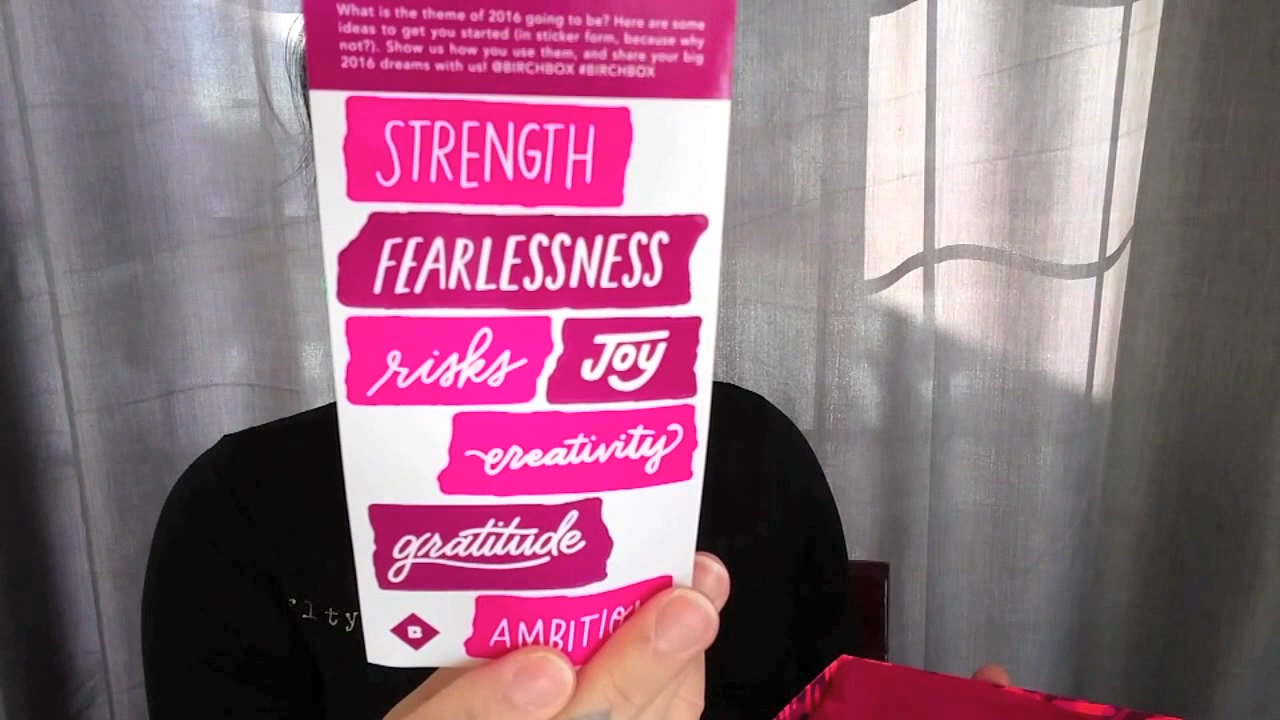 What is the theme of 2016 going to be? Here are some
ideas to get you started (in sticker form, because why
not?). Show us how you use them, and share your big
2016 dreams with us! @BIRCHBOX #BIRCHBOX
STRENGTH
FEARLESSNESS
risks JOY
creativity
gratitude
B AMBITIO
lty